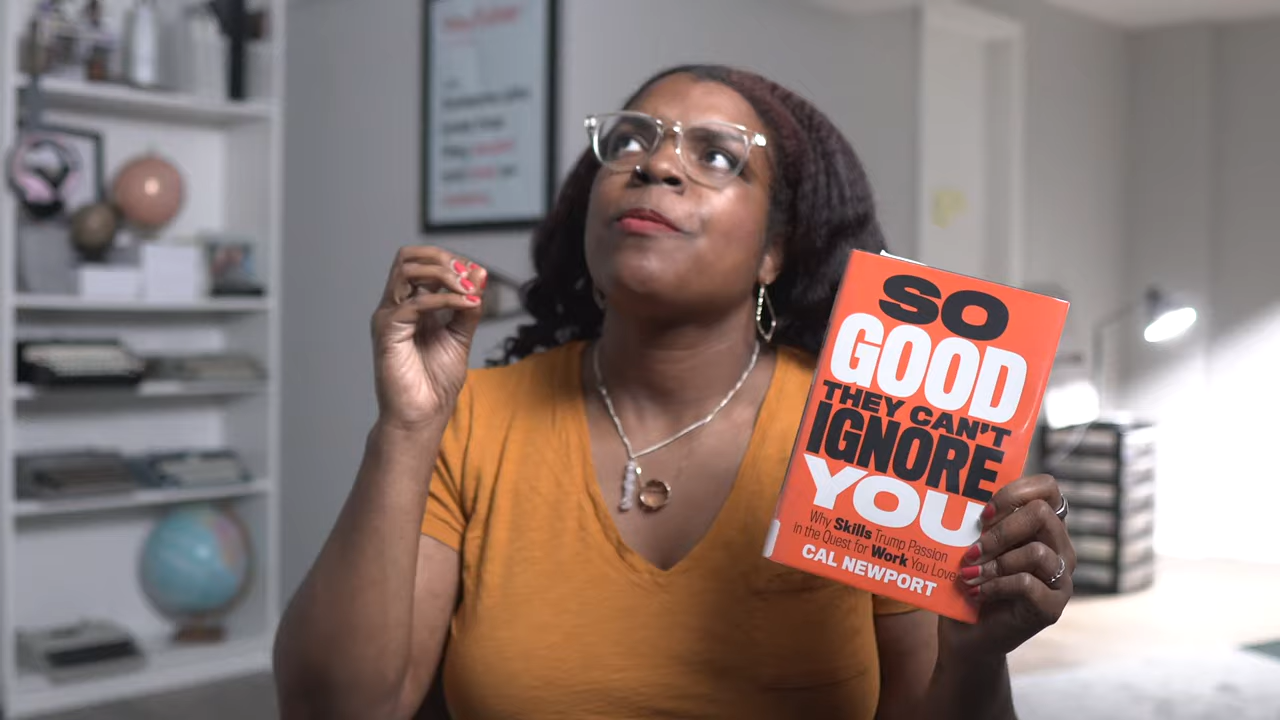 SO
GOOD
THEY CAN'T
IGNORE
YOU
Why Skills Trump Passion
in the Quest for Work You Love
CAL NEWPORT